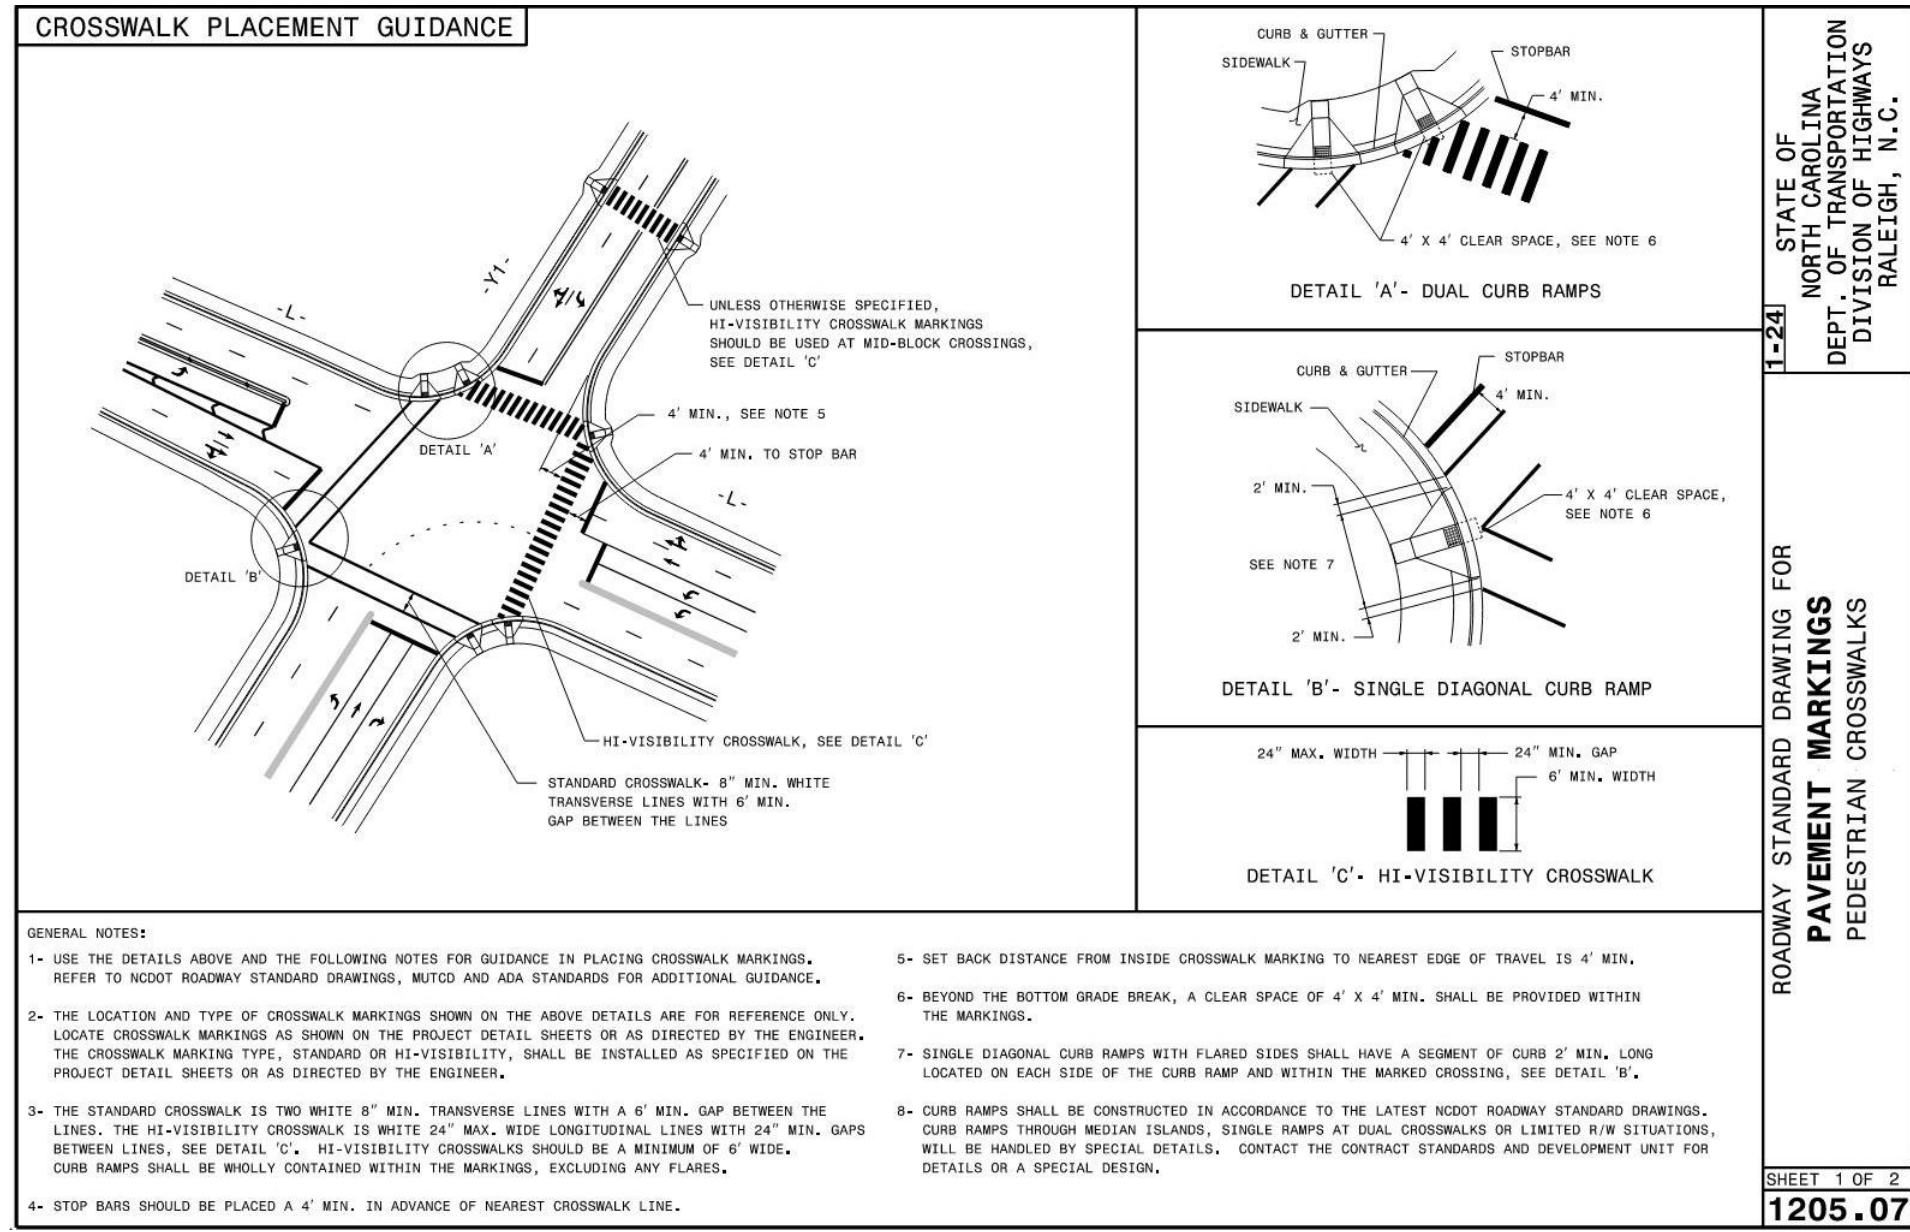 CROSSWALK PLACEMENT GUIDANCE
-L-
-Y1-
UNLESS OTHERWISE SPECIFIED,
HI-VISIBILITY CROSSWALK MARKINGS
SHOULD BE USED AT MID-BLOCK CROSSINGS,
SEE DETAIL 'C'
4' MIN., SEE NOTE 5
DETAIL 'A'
4' MIN. TO STOP BAR
-L-
DETAIL 'B'
HI-VISIBILITY CROSSWALK, SEE DETAIL 'C'
STANDARD CROSSWALK- 8" MIN. WHITE
TRANSVERSE LINES WITH 6' MIN.
GAP BETWEEN THE LINES
CURB & GUTTER
STOPBAR
SIDEWALK
4' MIN.
4' X 4' CLEAR SPACE, SEE NOTE 6
DETAIL 'A'- DUAL CURB RAMPS
STOPBAR
CURB & GUTTER
4' MIN.
SIDEWALK
2' MIN.
4' X 4' CLEAR SPACE,
SEE NOTE 6
SEE NOTE 7
2' MIN.
DETAIL 'B'- SINGLE DIAGONAL CURB RAMP
24" MAX. WIDTH
24" MIN. GAP
6' MIN. WIDTH
DETAIL 'C'- HI-VISIBILITY CROSSWALK
GENERAL NOTES:
1- USE THE DETAILS ABOVE AND THE FOLLOWING NOTES FOR GUIDANCE IN PLACING CROSSWALK MARKINGS.
REFER TO NCDOT ROADWAY STANDARD DRAWINGS, MUTCD AND ADA STANDARDS FOR ADDITIONAL GUIDANCE.
2- THE LOCATION AND TYPE OF CROSSWALK MARKINGS SHOWN ON THE ABOVE DETAILS ARE FOR REFERENCE ONLY.
LOCATE CROSSWALK MARKINGS AS SHOWN ON THE PROJECT DETAIL SHEETS OR AS DIRECTED BY THE ENGINEER.
THE CROSSWALK MARKING TYPE, STANDARD OR HI-VISIBILITY, SHALL BE INSTALLED AS SPECIFIED ON THE
PROJECT DETAIL SHEETS OR AS DIRECTED BY THE ENGINEER.
3- THE STANDARD CROSSWALK IS TWO WHITE 8" MIN. TRANSVERSE LINES WITH A 6' MIN. GAP BETWEEN THE
LINES. THE HI-VISIBILITY CROSSWALK IS WHITE 24" MAX. WIDE LONGITUDINAL LINES WITH 24" MIN. GAPS
BETWEEN LINES, SEE DETAIL 'C'. HI-VISIBILITY CROSSWALKS SHOULD BE A MINIMUM OF 6' WIDE.
CURB RAMPS SHALL BE WHOLLY CONTAINED WITHIN THE MARKINGS, EXCLUDING ANY FLARES.
4- STOP BARS SHOULD BE PLACED A 4' MIN. IN ADVANCE OF NEAREST CROSSWALK LINE.
5- SET BACK DISTANCE FROM INSIDE CROSSWALK MARKING TO NEAREST EDGE OF TRAVEL IS 4' MIN.
6- BEYOND THE BOTTOM GRADE BREAK, A CLEAR SPACE OF 4' X 4' MIN. SHALL BE PROVIDED WITHIN
THE MARKINGS.
7- SINGLE DIAGONAL CURB RAMPS WITH FLARED SIDES SHALL HAVE A SEGMENT OF CURB 2' MIN. LONG
LOCATED ON EACH SIDE OF THE CURB RAMP AND WITHIN THE MARKED CROSSING, SEE DETAIL 'B'.
8- CURB RAMPS SHALL BE CONSTRUCTED IN ACCORDANCE TO THE LATEST NCDOT ROADWAY STANDARD DRAWINGS.
CURB RAMPS THROUGH MEDIAN ISLANDS, SINGLE RAMPS AT DUAL CROSSWALKS OR LIMITED R/W SITUATIONS,
WILL BE HANDLED BY SPECIAL DETAILS. CONTACT THE CONTRACT STANDARDS AND DEVELOPMENT UNIT FOR
DETAILS OR A SPECIAL DESIGN.
1-24
STATE OF
NORTH CAROLINA
DEPT. OF TRANSPORTATION
DIVISION OF HIGHWAYS
RALEIGH, N.C.
ROADWAY STANDARD DRAWING FOR
PAVEMENT MARKINGS
PEDESTRIAN CROSSWALKS
SHEET 1 OF 2
1205.07